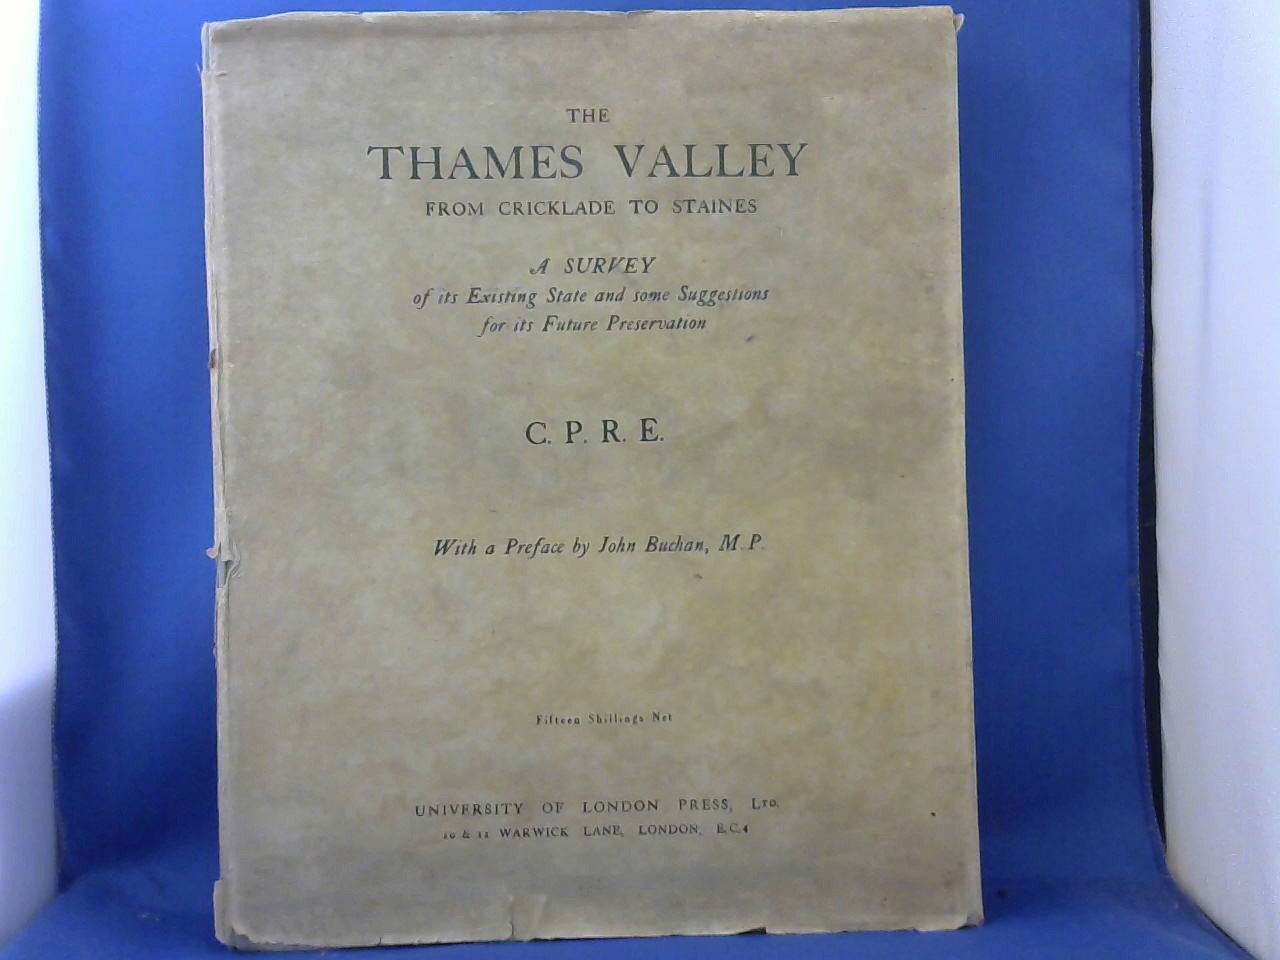 THE
THAMES VALLEY
FROM CRICKLADE TO STAINES
A SURVEY
of its Existing State and some Suggestions
for its Future Preservation
C. P. R. E.
With a Preface by John Buchan, M. P.
Fifteen Shillings Net
UNIVERSITY OF LONDON PRESS, LTD.
10 & 11 WARWICK LANE, LONDON, E.C.4